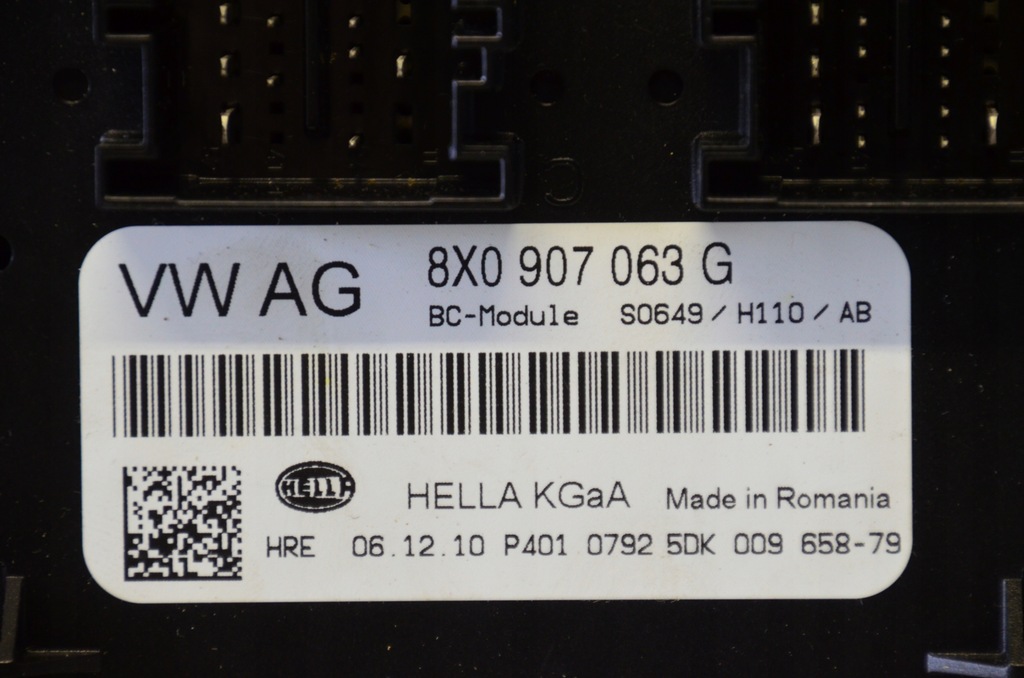 C
VW AG 8X0 907 063 G
BC-Module S0649 / H110 / AB
HELLA HELLA KGaA Made in Romania
HRE 06.12.10 P401 0792 5DK 009 658-79